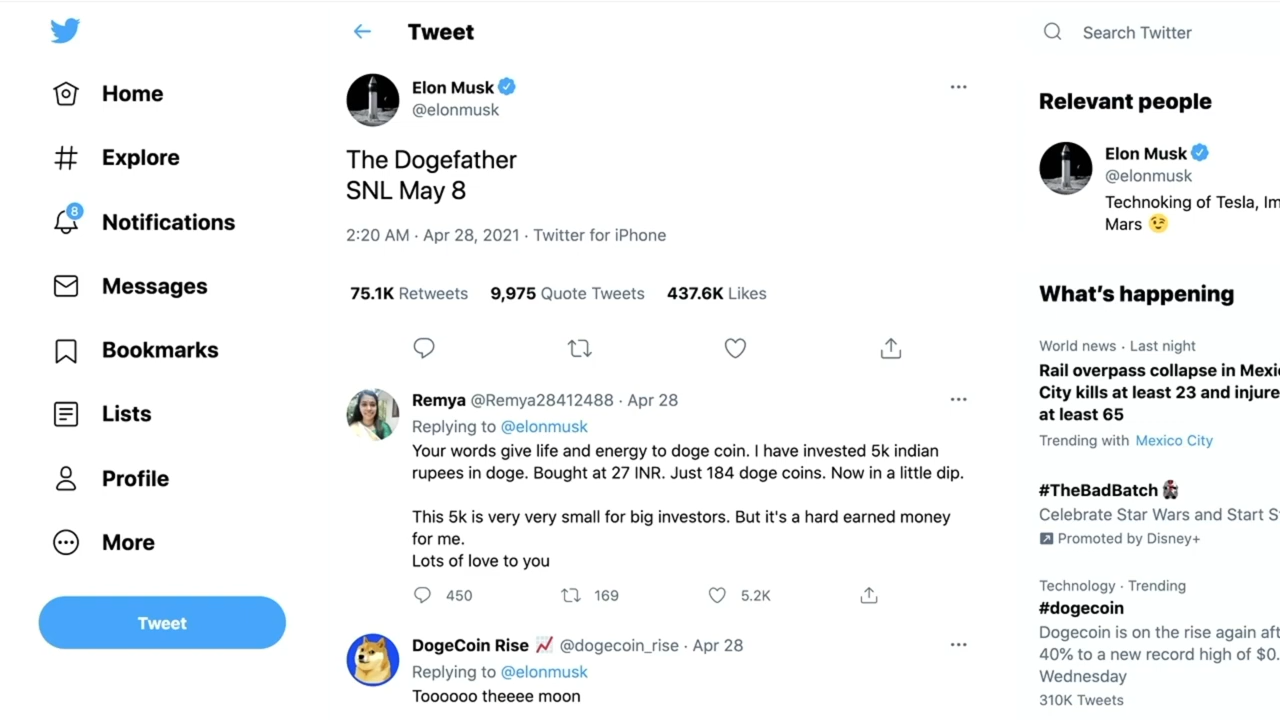 Tweet
Search Twitter
Home
Explore
8
Notifications
Messages
Bookmarks
Lists
Profile
More
Tweet
Elon Musk
@elonmusk
The Dogefather
SNL May 8
2:20 AM · Apr 28, 2021 · Twitter for iPhone
75.1K Retweets 9,975 Quote Tweets 437.6K Likes
Remya @Remya28412488 · Apr 28
Replying to @elonmusk
Your words give life and energy to doge coin. I have invested 5k indian
rupees in doge. Bought at 27 INR. Just 184 doge coins. Now in a little dip.
This 5k is very very small for big investors. But it's a hard earned money
for me.
Lots of love to you
450 169 5.2K
DogeCoin Rise @dogecoin_rise · Apr 28
Replying to @elonmusk
Toooooo theeee moon
Relevant people
Elon Musk
@elonmusk
Technoking of Tesla, Im
Mars
What's happening
World news · Last night
Rail overpass collapse in Mexic
City kills at least 23 and injure
at least 65
Trending with Mexico City
#TheBadBatch
Celebrate Star Wars and Start S
Promoted by Disney+
Technology · Trending
#dogecoin
Dogecoin is on the rise again aft
40% to a new record high of $0.
Wednesday
310K Tweets